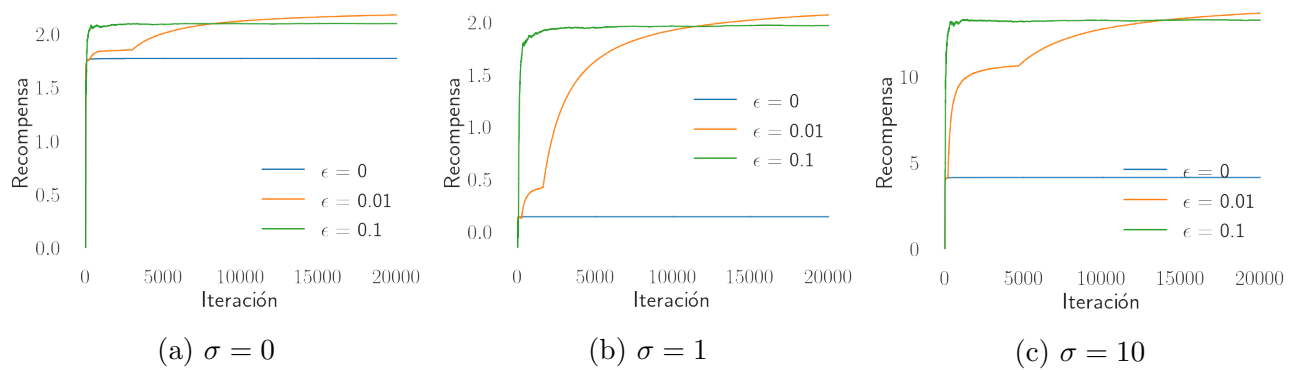 Recompensa
2.0
1.5
1.0
0.5
0.0
ϵ = 0
ϵ = 0.01
ϵ = 0.1
0 5000 10000 15000 20000
Iteración
(a) σ = 0
Recompensa
2.0
1.5
1.0
0.5
0.0
ϵ = 0
ϵ = 0.01
ϵ = 0.1
0 5000 10000 15000 20000
Iteración
(b) σ = 1
Recompensa
10
5
0
ϵ = 0
ϵ = 0.01
ϵ = 0.1
0 5000 10000 15000 20000
Iteración
(c) σ = 10